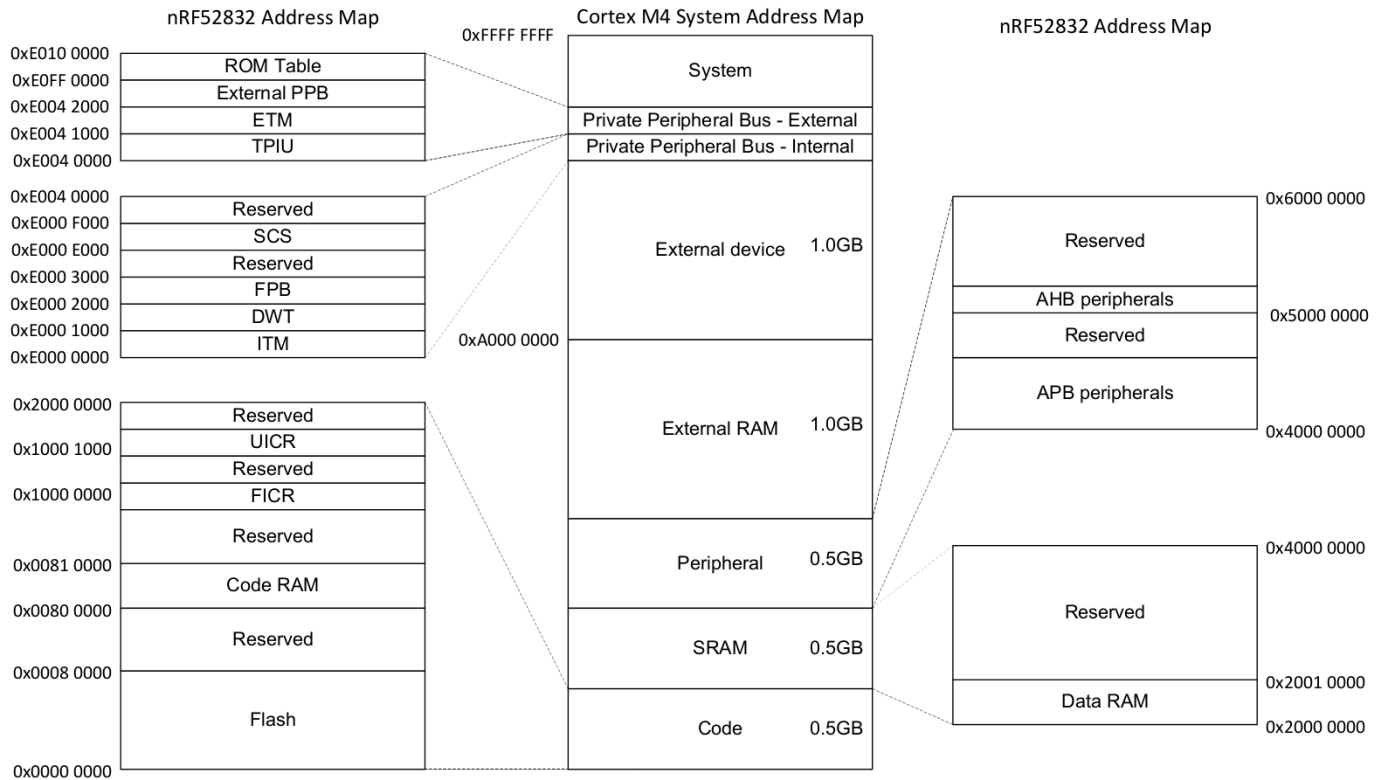 nRF52832 Address Map
0xE010 0000
ROM Table
0xE0FF 0000
External PPB
0xE004 2000
ETM
0xE004 1000
TPIU
0xE004 0000
0xE004 0000
Reserved
0xE000 F000
SCS
0xE000 E000
Reserved
0xE000 3000
FPB
0xE000 2000
DWT
0xE000 1000
ITM
0xE000 0000
0x2000 0000
Reserved
UICR
0x1000 1000
Reserved
0x1000 0000
FICR
Reserved
0x0081 0000
Code RAM
0x0080 0000
Reserved
0x0008 0000
Flash
0x0000 0000
Cortex M4 System Address Map
0xFFFF FFFF
System
Private Peripheral Bus - External
Private Peripheral Bus - Internal
External device 1.0GB
0xA000 0000
External RAM 1.0GB
Peripheral 0.5GB
SRAM 0.5GB
Code 0.5GB
nRF52832 Address Map
0x6000 0000
Reserved
AHB peripherals
0x5000 0000
Reserved
APB peripherals
0x4000 0000
0x4000 0000
Reserved
0x2001 0000
Data RAM
0x2000 0000